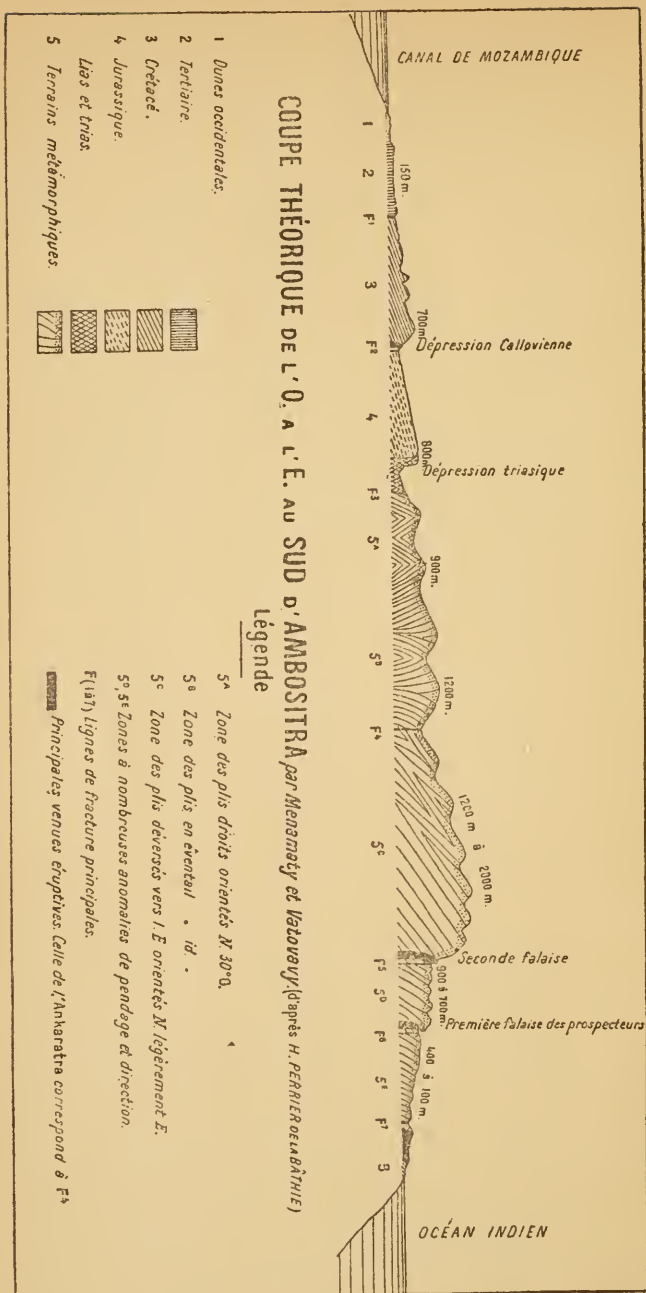 CANAL DE MOZAMBIQUE
1
2
150 m.
F¹
3
700m
F²
Dépression Callovienne
4
800m
Dépression triasique
F³
5ᴬ
900 m.
5ᴮ
1200 m.
F⁴
1200 m à 2000 m.
5ᶜ
Seconde falaise
F⁵
900 à 700m
5ᴰ
Première falaise des prospecteurs
F⁶
400 à 100 m.
5ᴱ
F⁷
3
OCÉAN INDIEN
COUPE THÉORIQUE DE L'O. A L'E. AU SUD D'AMBOSITRA par Menamaty et Vatovavy. (d'après H. PERRIER DE LA BÂTHIE)
Légende
1 Dunes occidentales.
2 Tertiaire.
3 Crétacé.
4 Jurassique.
Lias et trias.
5 Terrains métamorphiques.
5ᴬ Zone des plis droits orientés N. 30°O.
5ᴮ Zone des plis en éventail . id .
5ᶜ Zone des plis déversés vers l. E orientés N. légèrement E.
5ᴰ, 5ᴱ Zones à nombreuses anomalies de pendage et direction.
F(1à7) Lignes de fracture principales.
Principales venues éruptives. Celle de l'Ankaratra correspond à F⁴